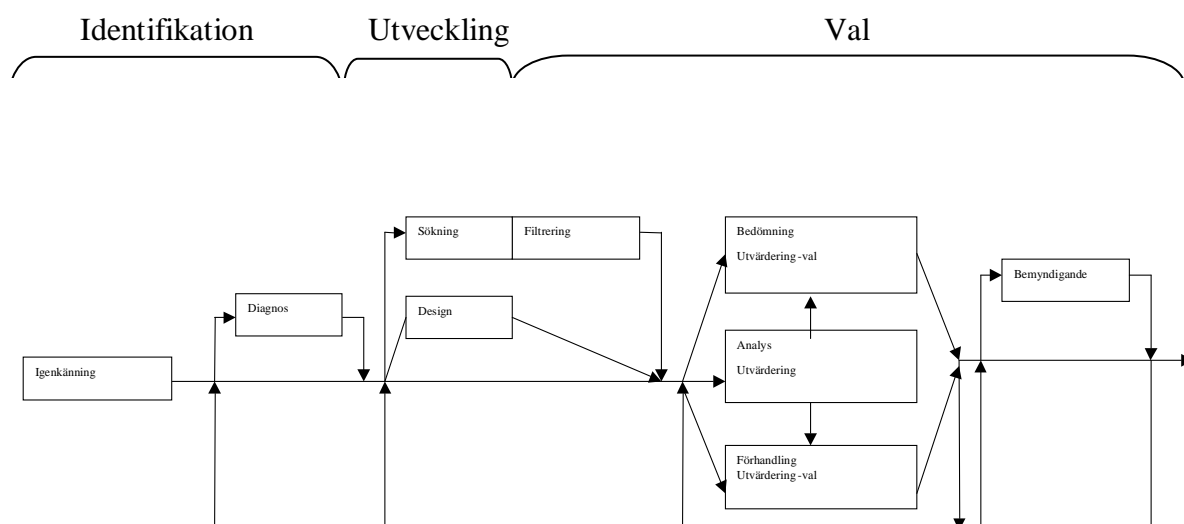 Identifikation
Utveckling
Val
Sökning
Filtrering
Bedömning
Utvärdering-val
Bemyndigande
Diagnos
Design
Analys
Utvärdering
Igenkänning
Förhandling
Utvärdering-val